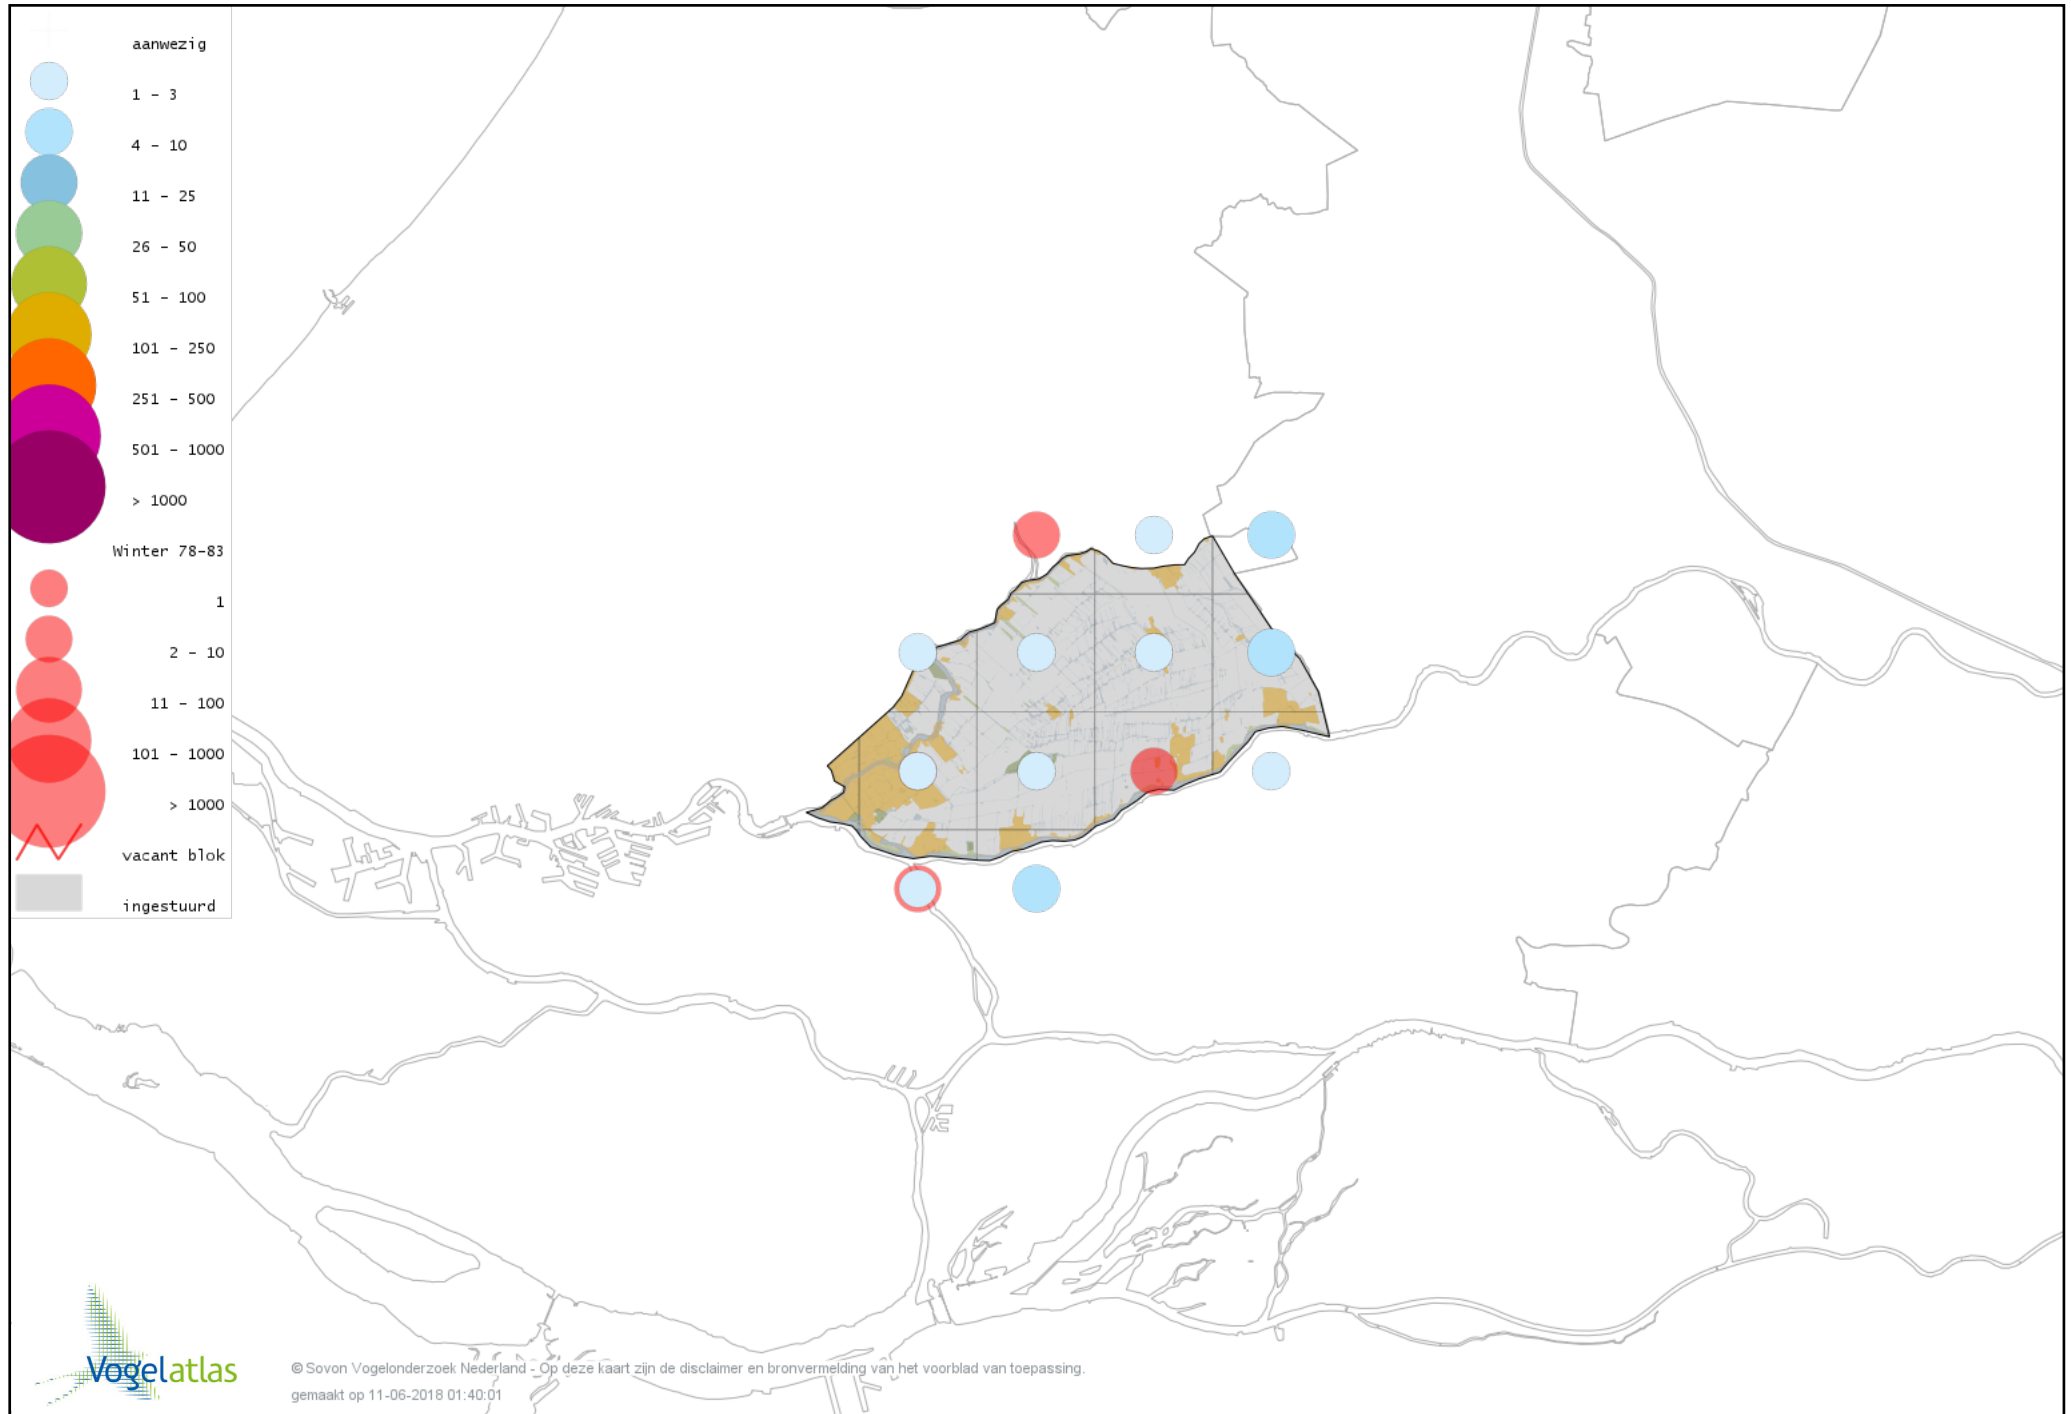 aanwezig
1 - 3
4 - 10
11 - 25
26 - 50
51 - 100
101 - 250
251 - 500
501 - 1000
> 1000
Winter 78-83
1
2 - 10
11 - 100
101 - 1000
> 1000
vacant blok
ingestuurd
Vogelatlas
© Sovon Vogelonderzoek Nederland - Op deze kaart zijn de disclaimer en bronvermelding van het voorblad van toepassing.
gemaakt op 11-06-2018 01:40:01